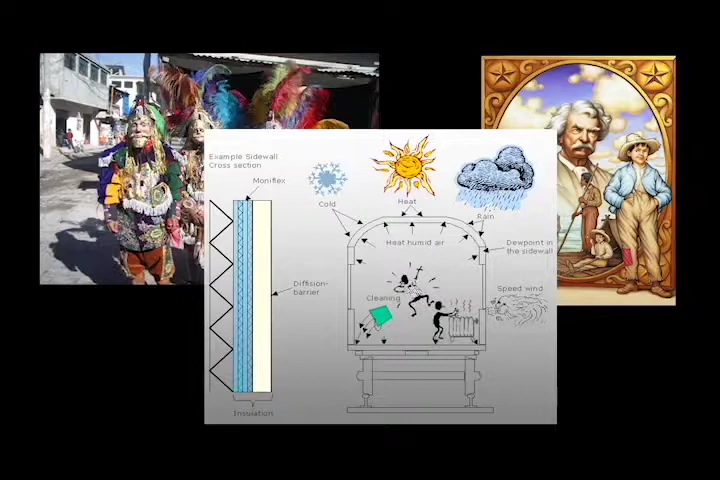 Example Sidewall
Cross section
Moniflex
Cold
Heat
Rain
Heat humid air
Dewpoint in
the sidewall
Diffision-
barrier
Cleaning
Speed wind
Insulation